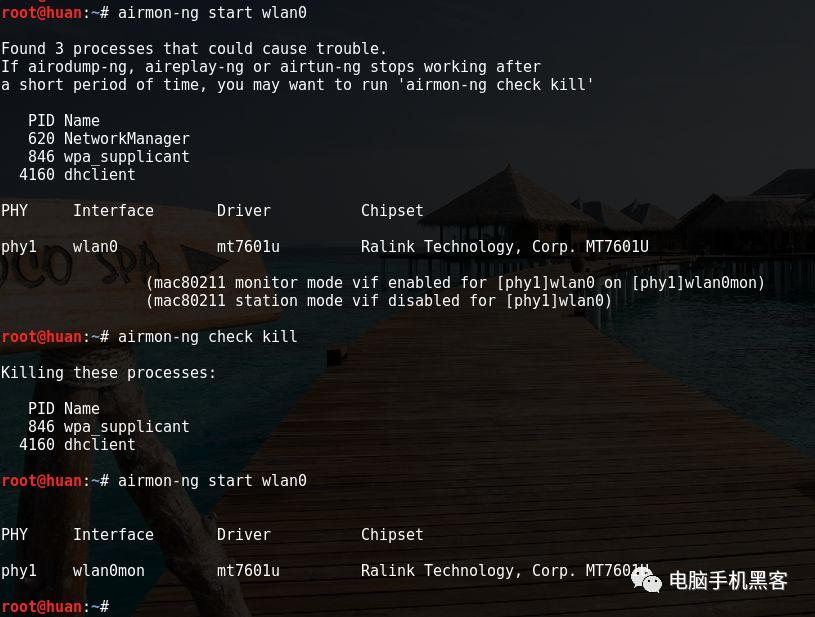 root@huan:~# airmon-ng start wlan0
Found 3 processes that could cause trouble.
If airodump-ng, aireplay-ng or airtun-ng stops working after
a short period of time, you may want to run 'airmon-ng check kill'
PID Name
620 NetworkManager
846 wpa_supplicant
4160 dhclient
PHY Interface Driver Chipset
phy1 wlan0 mt7601u Ralink Technology, Corp. MT7601U
(mac80211 monitor mode vif enabled for [phy1]wlan0 on [phy1]wlan0mon)
(mac80211 station mode vif disabled for [phy1]wlan0)
OCO SPA
root@huan:~# airmon-ng check kill
Killing these processes:
PID Name
846 wpa_supplicant
4160 dhclient
root@huan:~# airmon-ng start wlan0
PHY Interface Driver Chipset
phy1 wlan0mon mt7601u Ralink Technology, Corp. MT7601U
电脑手机黑客
root@huan:~#